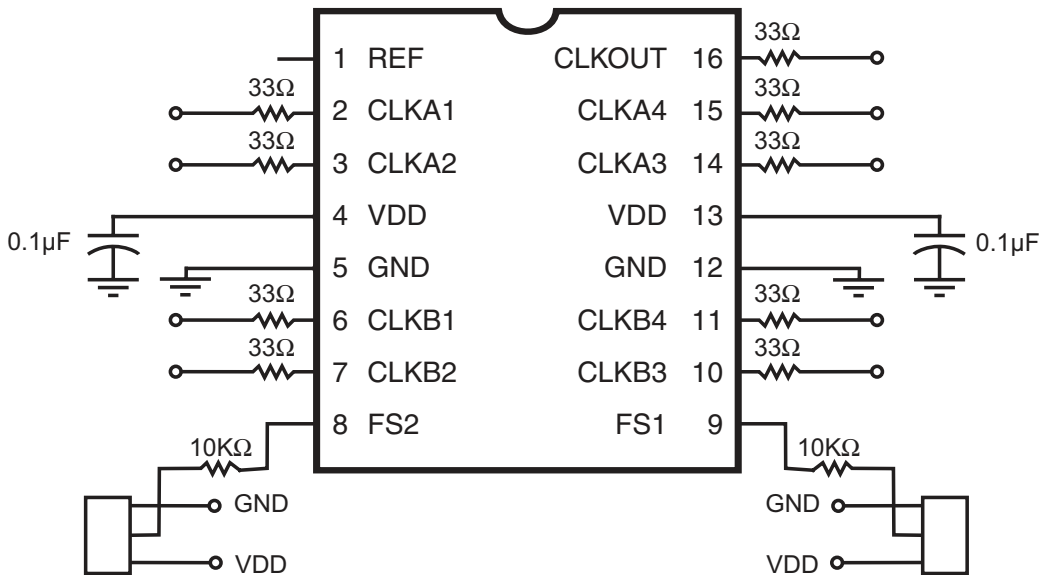 33Ω
1 REF CLKOUT 16
33Ω 33Ω
2 CLKA1 CLKA4 15
33Ω 33Ω
3 CLKA2 CLKA3 14
4 VDD VDD 13
0.1µF 0.1µF
5 GND GND 12
33Ω 33Ω
6 CLKB1 CLKB4 11
33Ω 33Ω
7 CLKB2 CLKB3 10
8 FS2 FS1 9
10KΩ 10KΩ
GND GND
VDD VDD